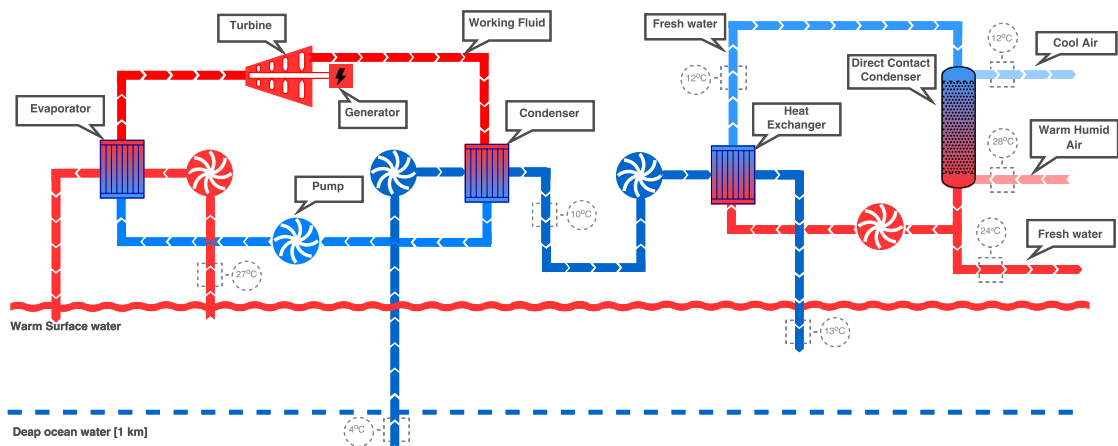 Turbine
Working Fluid
Fresh water
Direct Contact
Condenser
12°C
Cool Air
12°C
Evaporator
Generator
Condenser
Heat
Exchanger
Warm Humid
Air
28°C
Pump
10°C
24°C
Fresh water
27°C
Warm Surface water
13°C
Deap ocean water [1 km]
4°C